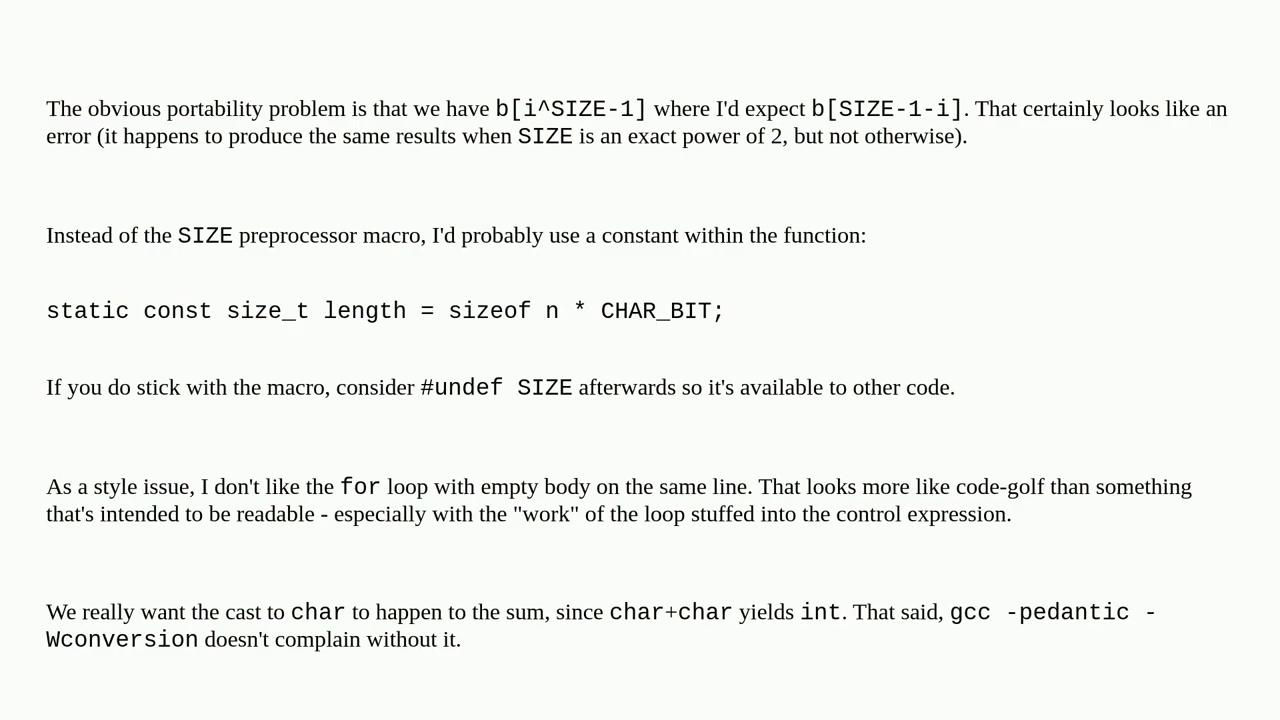 The obvious portability problem is that we have b[i^SIZE-1] where I'd expect b[SIZE-1-i]. That certainly looks like an
error (it happens to produce the same results when SIZE is an exact power of 2, but not otherwise).
Instead of the SIZE preprocessor macro, I'd probably use a constant within the function:
static const size_t length = sizeof n * CHAR_BIT;
If you do stick with the macro, consider #undef SIZE afterwards so it's available to other code.
As a style issue, I don't like the for loop with empty body on the same line. That looks more like code-golf than something
that's intended to be readable - especially with the "work" of the loop stuffed into the control expression.
We really want the cast to char to happen to the sum, since char+char yields int. That said, gcc -pedantic -
Wconversion doesn't complain without it.